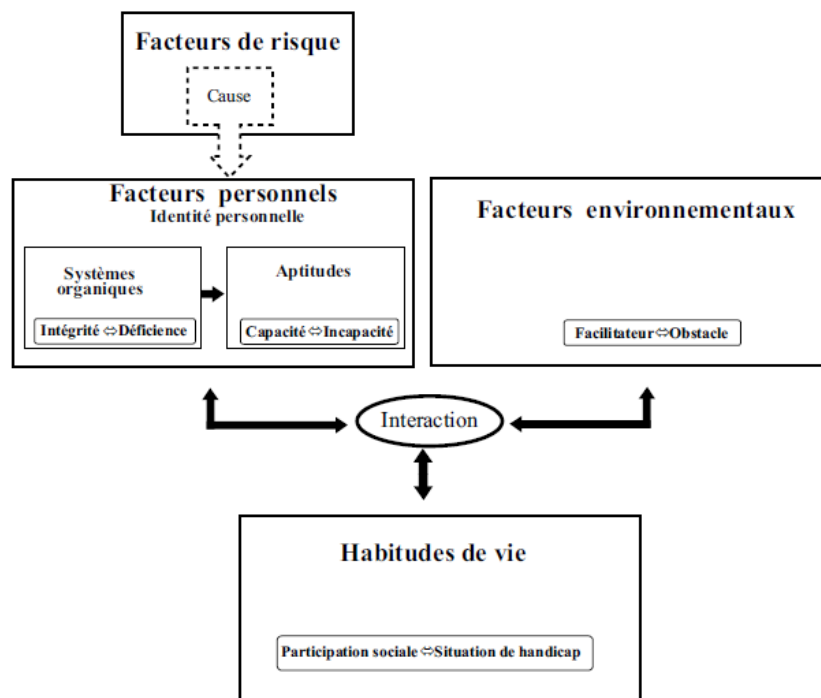 Facteurs de risque
Cause
Facteurs personnels
Identité personnelle
Systèmes
organiques
Intégrité ⇔ Déficience
Aptitudes
Capacité ⇔ Incapacité
Facteurs environnementaux
Facilitateur ⇔ Obstacle
Interaction
Habitudes de vie
Participation sociale ⇔ Situation de handicap